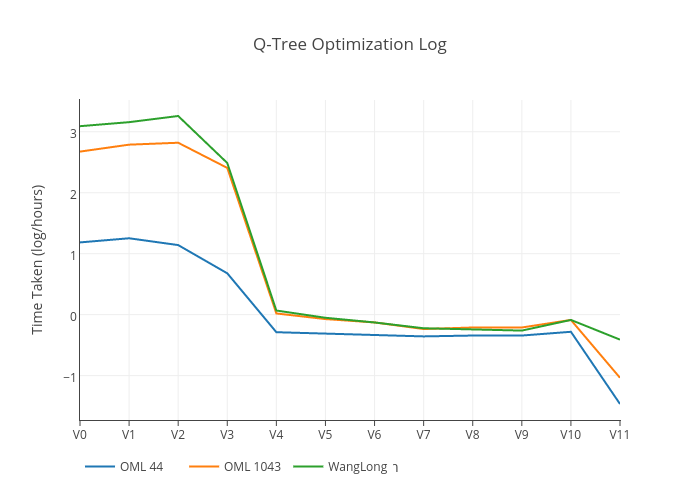 Q-Tree Optimization Log
Time Taken (log/hours)
3
2
1
0
−1
V0 V1 V2 V3 V4 V5 V6 V7 V8 V9 V10 V11
OML 44 OML 1043 WangLong